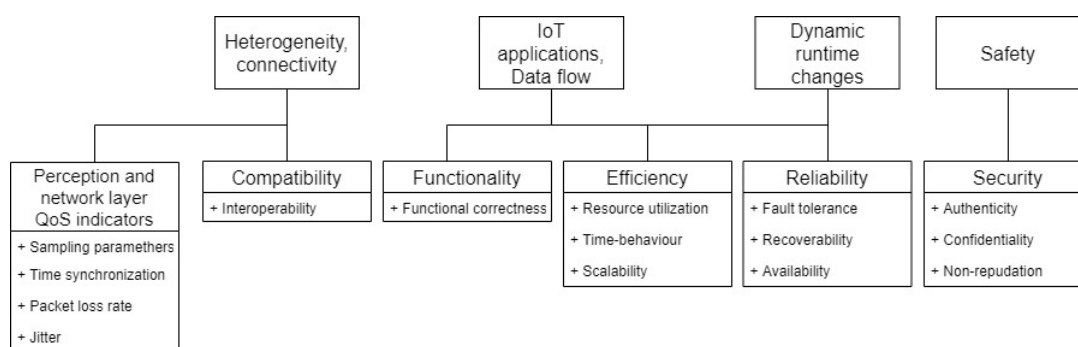 Heterogeneity,
connectivity
IoT
applications,
Data flow
Dynamic
runtime
changes
Safety
Perception and
network layer
QoS indicators
+ Sampling paramethers
+ Time synchronization
+ Packet loss rate
+ Jitter
Compatibility
+ Interoperability
Functionality
+ Functional correctness
Efficiency
+ Resource utilization
+ Time-behaviour
+ Scalability
Reliability
+ Fault tolerance
+ Recoverability
+ Availability
Security
+ Authenticity
+ Confidentiality
+ Non-repudation